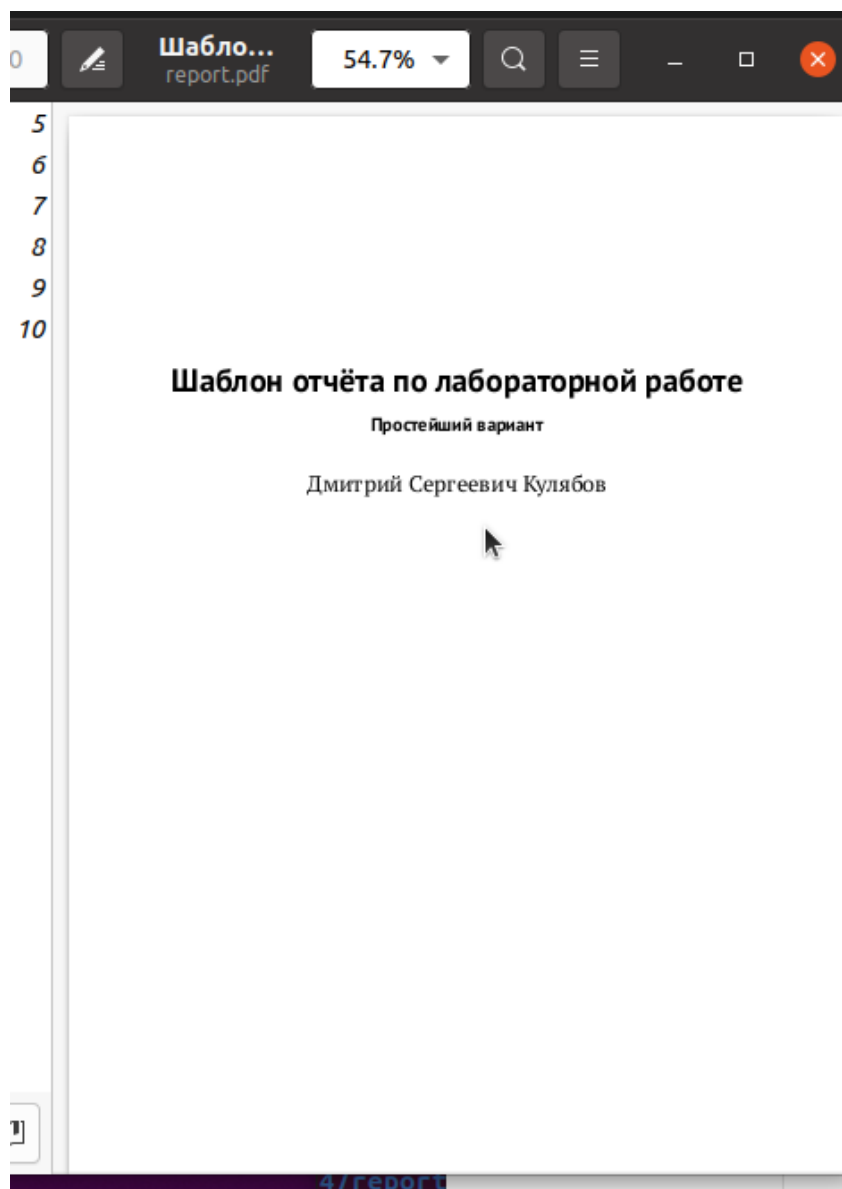 0
Шабло...
report.pdf
54.7%
5
6
7
8
9
10
Шаблон отчёта по лабораторной работе
Простейший вариант
Дмитрий Сергеевич Кулябов
4/report